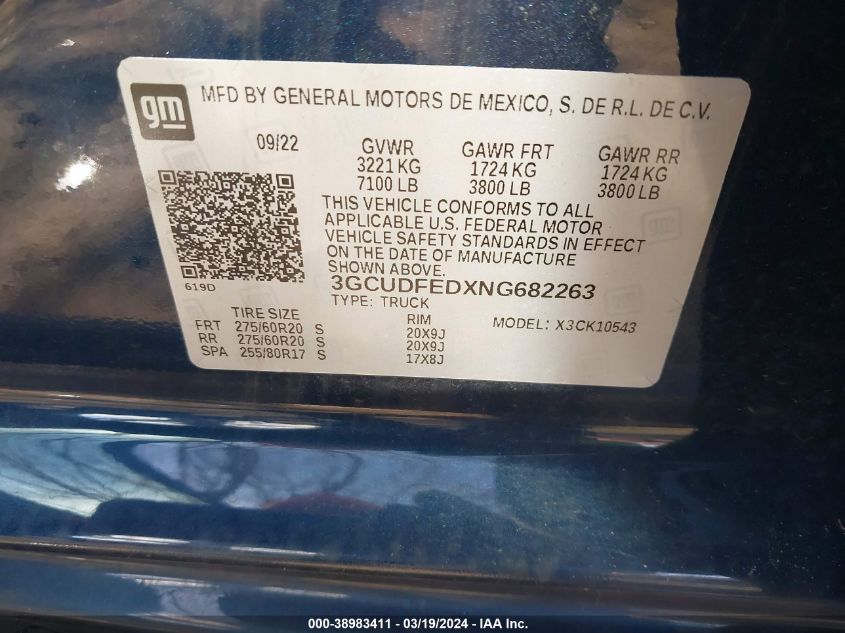 gm
MFD BY GENERAL MOTORS DE MEXICO, S. DE R.L. DE C.V.
09/22 GVWR GAWR FRT GAWR RR
3221 KG 1724 KG 1724 KG
7100 LB 3800 LB 3800 LB
THIS VEHICLE CONFORMS TO ALL
APPLICABLE U.S. FEDERAL MOTOR
VEHICLE SAFETY STANDARDS IN EFFECT
ON THE DATE OF MANUFACTURE
SHOWN ABOVE.
619D 3GCUDFEDXNG682263
TYPE: TRUCK
TIRE SIZE RIM MODEL: X3CK10543
FRT 275/60R20 S 20X9J
RR 275/60R20 S 20X9J
SPA 255/80R17 S 17X8J
000-38983411 - 03/19/2024 - IAA Inc.